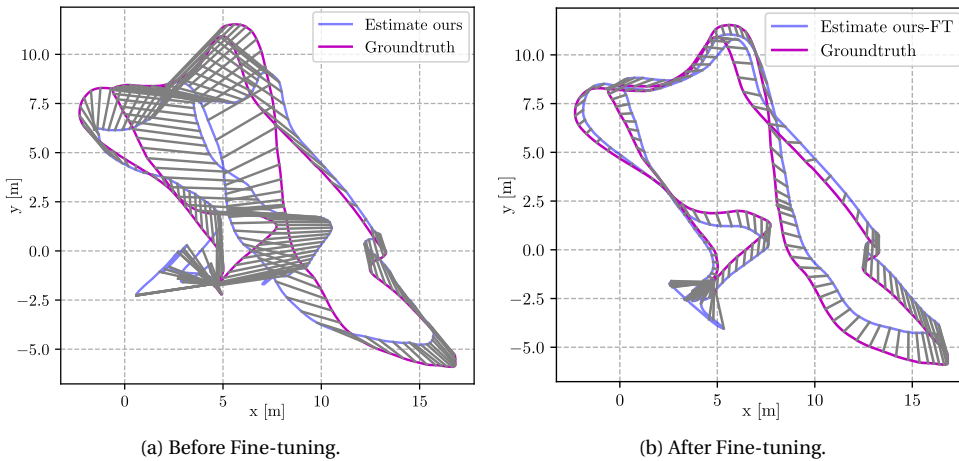 Estimate ours
Groundtruth
10.0
7.5
5.0
2.5
0.0
−2.5
−5.0
y [m]
0 5 10 15
x [m]
(a) Before Fine-tuning.
Estimate ours-FT
Groundtruth
10.0
7.5
5.0
2.5
0.0
−2.5
−5.0
y [m]
0 5 10 15
x [m]
(b) After Fine-tuning.